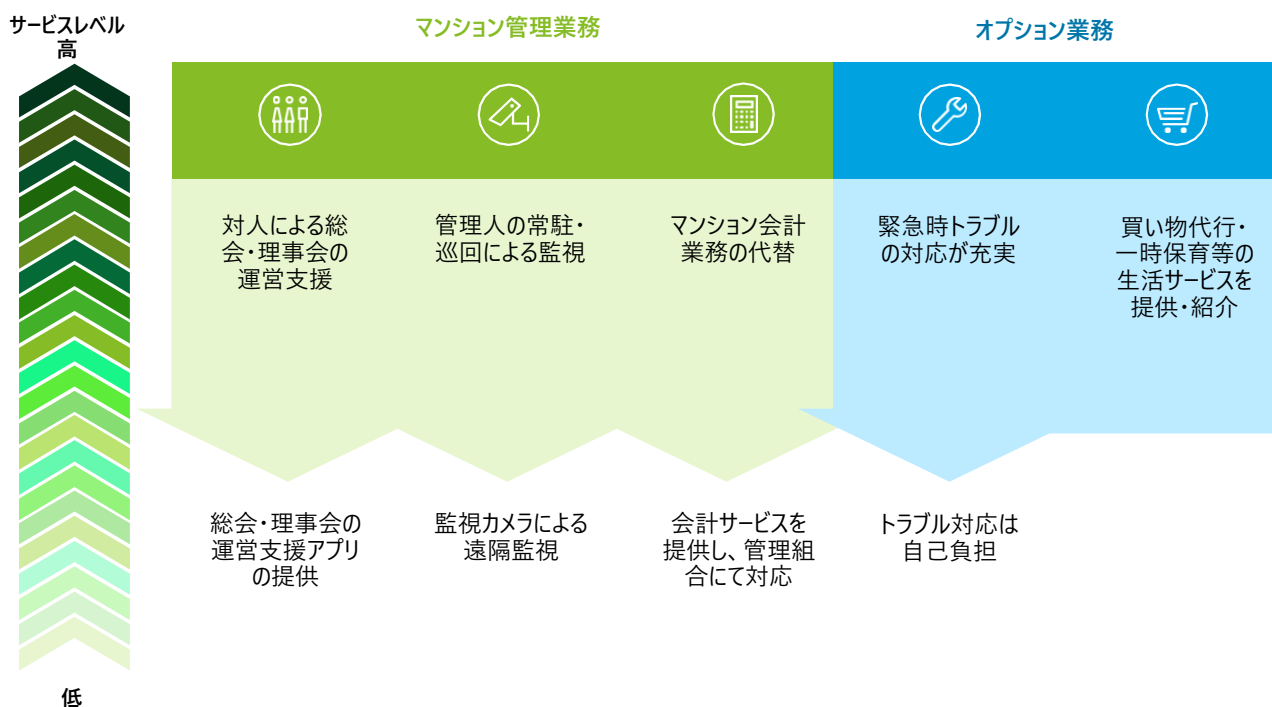 サービスレベル
高
マンション管理業務
オプション業務
対人による総
会・理事会の
運営支援
管理人の常駐・
巡回による監視
マンション会計
業務の代替
緊急時トラブル
の対応が充実
買い物代行・
一時保育等の
生活サービスを
提供・紹介
総会・理事会の
運営支援アプリ
の提供
監視カメラによる
遠隔監視
会計サービスを
提供し、管理組
合にて対応
トラブル対応は
自己負担
低